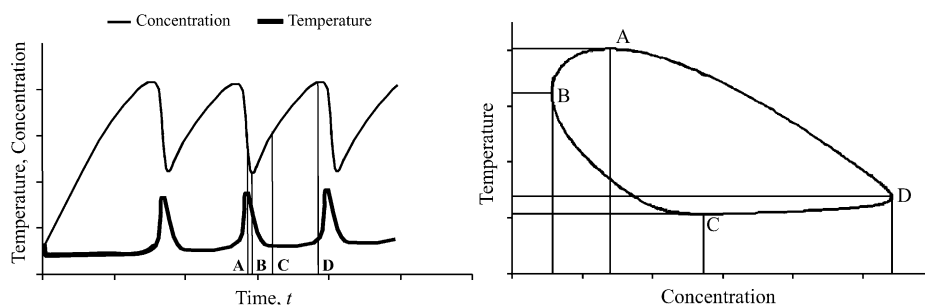 Concentration
Temperature
Temperature, Concentration
A
B
C
D
Time, t
A
B
C
D
Temperature
Concentration